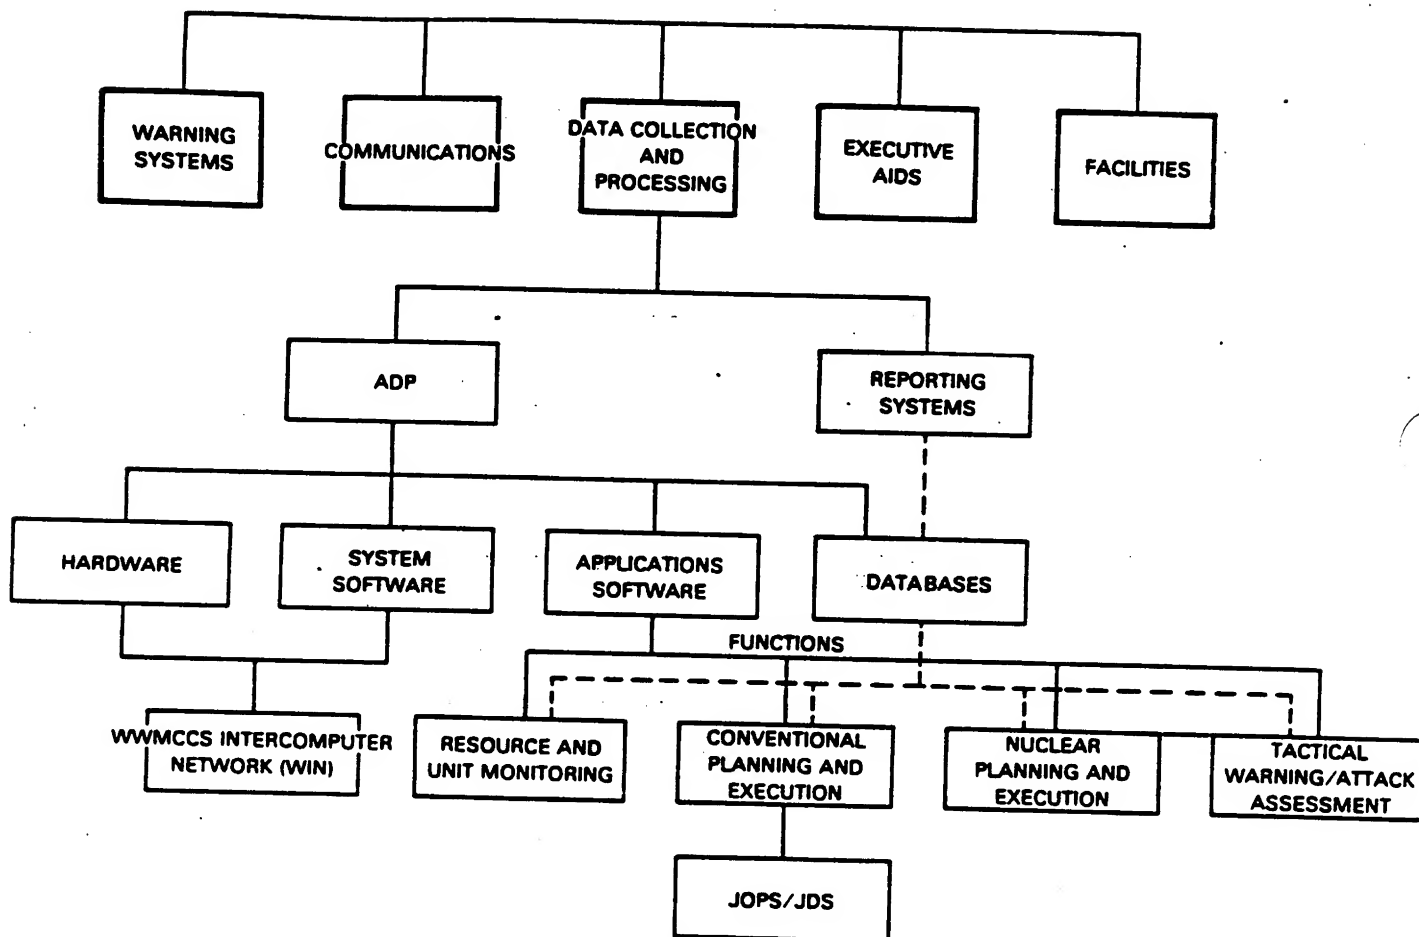 WARNING
SYSTEMS
COMMUNICATIONS
DATA COLLECTION
AND
PROCESSING
EXECUTIVE
AIDS
FACILITIES
ADP
REPORTING
SYSTEMS
HARDWARE
SYSTEM
SOFTWARE
APPLICATIONS
SOFTWARE
DATABASES
FUNCTIONS
WWMCCS INTERCOMPUTER
NETWORK (WIN)
RESOURCE AND
UNIT MONITORING
CONVENTIONAL
PLANNING AND
EXECUTION
NUCLEAR
PLANNING AND
EXECUTION
TACTICAL
WARNING/ATTACK
ASSESSMENT
JOPS/JDS